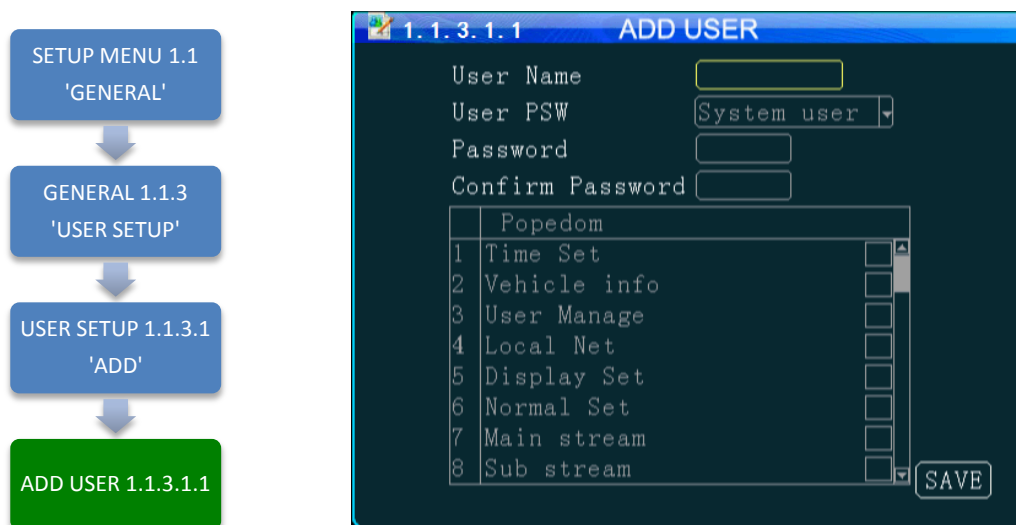 SETUP MENU 1.1
'GENERAL'
GENERAL 1.1.3
'USER SETUP'
USER SETUP 1.1.3.1
'ADD'
ADD USER 1.1.3.1.1
1.1.3.1.1 ADD USER
User Name
User PSW System user
Password
Confirm Password
Popedom
1 Time Set
2 Vehicle info
3 User Manage
4 Local Net
5 Display Set
6 Normal Set
7 Main stream
8 Sub stream
SAVE